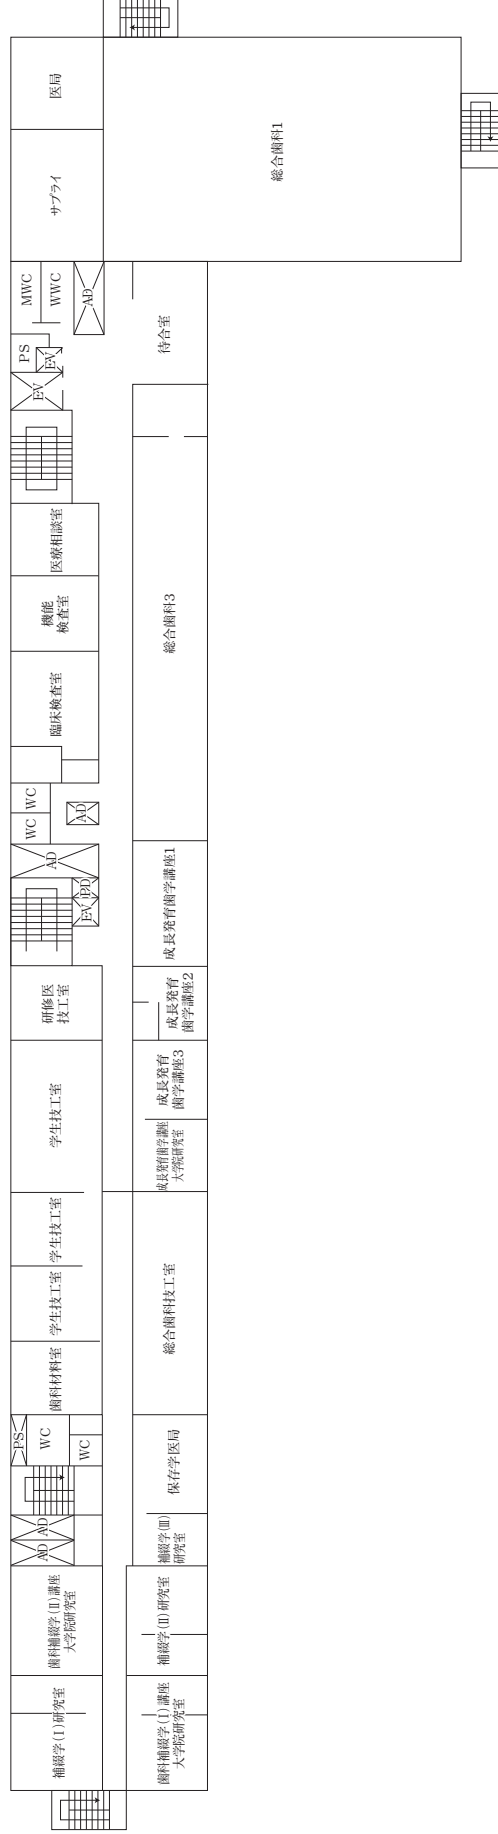 医局
サプライ
総合歯科1
MWC
WWC
AD
PS
EV
EV
待合室
医療相談室
機能
検査室
臨床検査室
総合歯科3
WC
WC
AD
AD
EV
PD
成長発育歯学講座1
研修医
技工室
成長発育
歯学講座2
学生技工室
成長発育
歯学講座3
成長発育歯学講座
大学院研究室
学生技工室
学生技工室
総合歯科技工室
歯科材料室
PS
WC
WC
保存学医局
AD
AD
補綴学(Ⅲ)
研究室
歯科補綴学(Ⅱ)講座
大学院研究室
補綴学(Ⅱ)研究室
補綴学(Ⅰ)研究室
歯科補綴学(Ⅰ)講座
大学院研究室